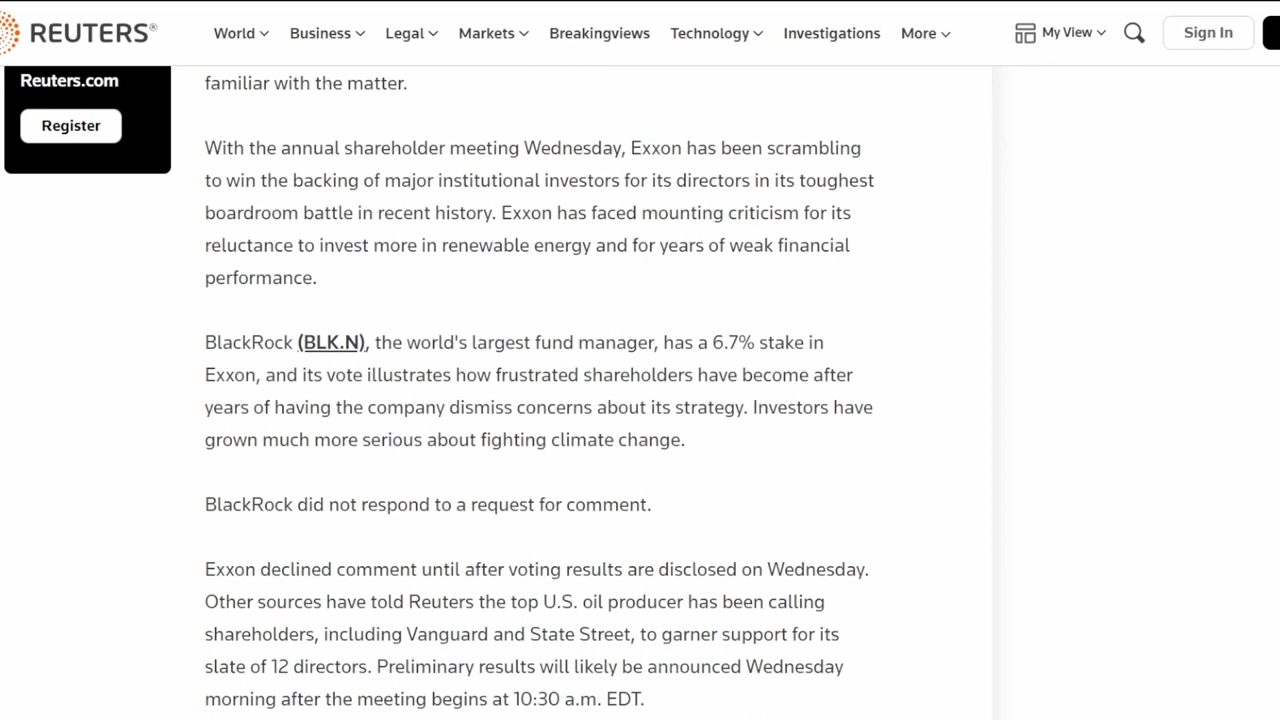 REUTERS®
World Business Legal Markets Breakingviews Technology Investigations More My View Sign In
Reuters.com
Register
familiar with the matter.
With the annual shareholder meeting Wednesday, Exxon has been scrambling
to win the backing of major institutional investors for its directors in its toughest
boardroom battle in recent history. Exxon has faced mounting criticism for its
reluctance to invest more in renewable energy and for years of weak financial
performance.
BlackRock (BLK.N), the world's largest fund manager, has a 6.7% stake in
Exxon, and its vote illustrates how frustrated shareholders have become after
years of having the company dismiss concerns about its strategy. Investors have
grown much more serious about fighting climate change.
BlackRock did not respond to a request for comment.
Exxon declined comment until after voting results are disclosed on Wednesday.
Other sources have told Reuters the top U.S. oil producer has been calling
shareholders, including Vanguard and State Street, to garner support for its
slate of 12 directors. Preliminary results will likely be announced Wednesday
morning after the meeting begins at 10:30 a.m. EDT.